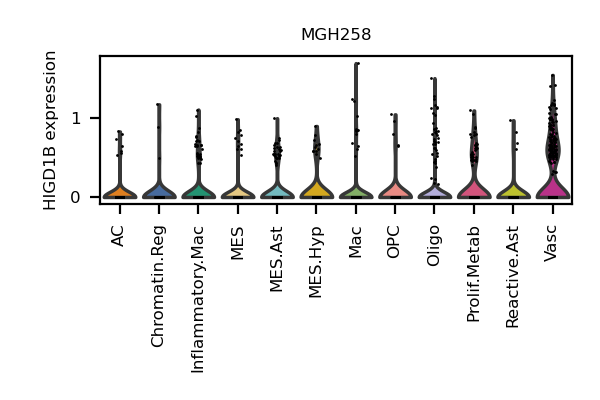 MGH258
HIGD1B expression
1
0
AC
Chromatin.Reg
Inflammatory.Mac
MES
MES.Ast
MES.Hyp
Mac
OPC
Oligo
Prolif.Metab
Reactive.Ast
Vasc